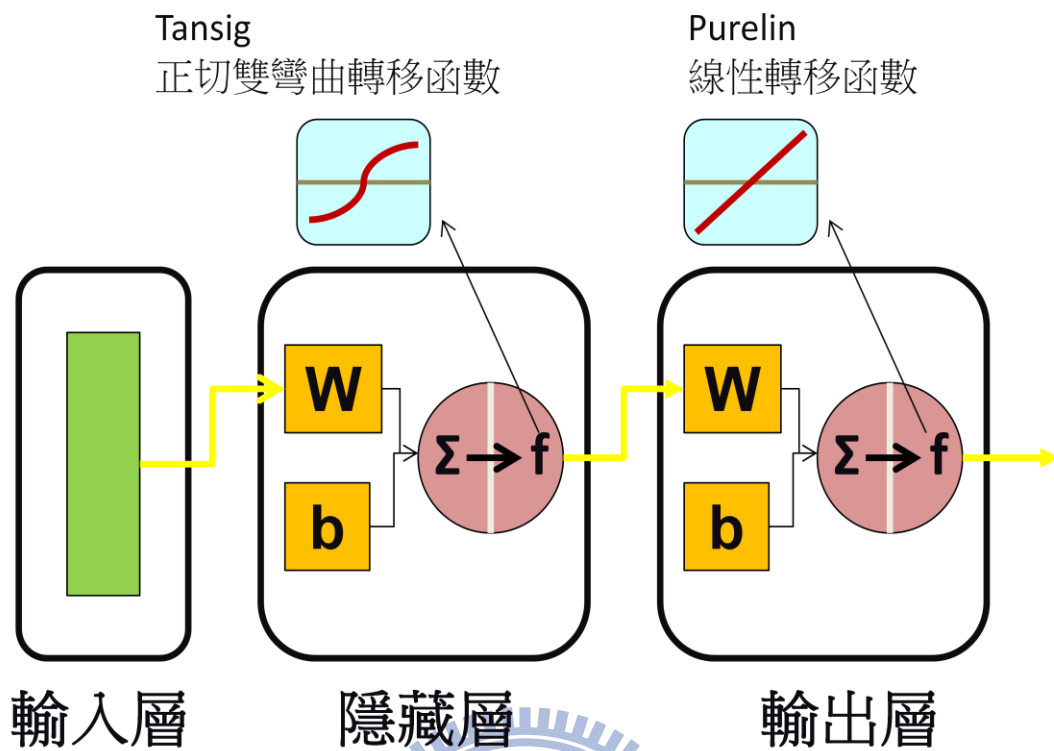 Tansig
正切雙彎曲轉移函數
Purelin
線性轉移函數
W
b
Σ f
W
b
Σ f
輸入層
隱藏層
輸出層